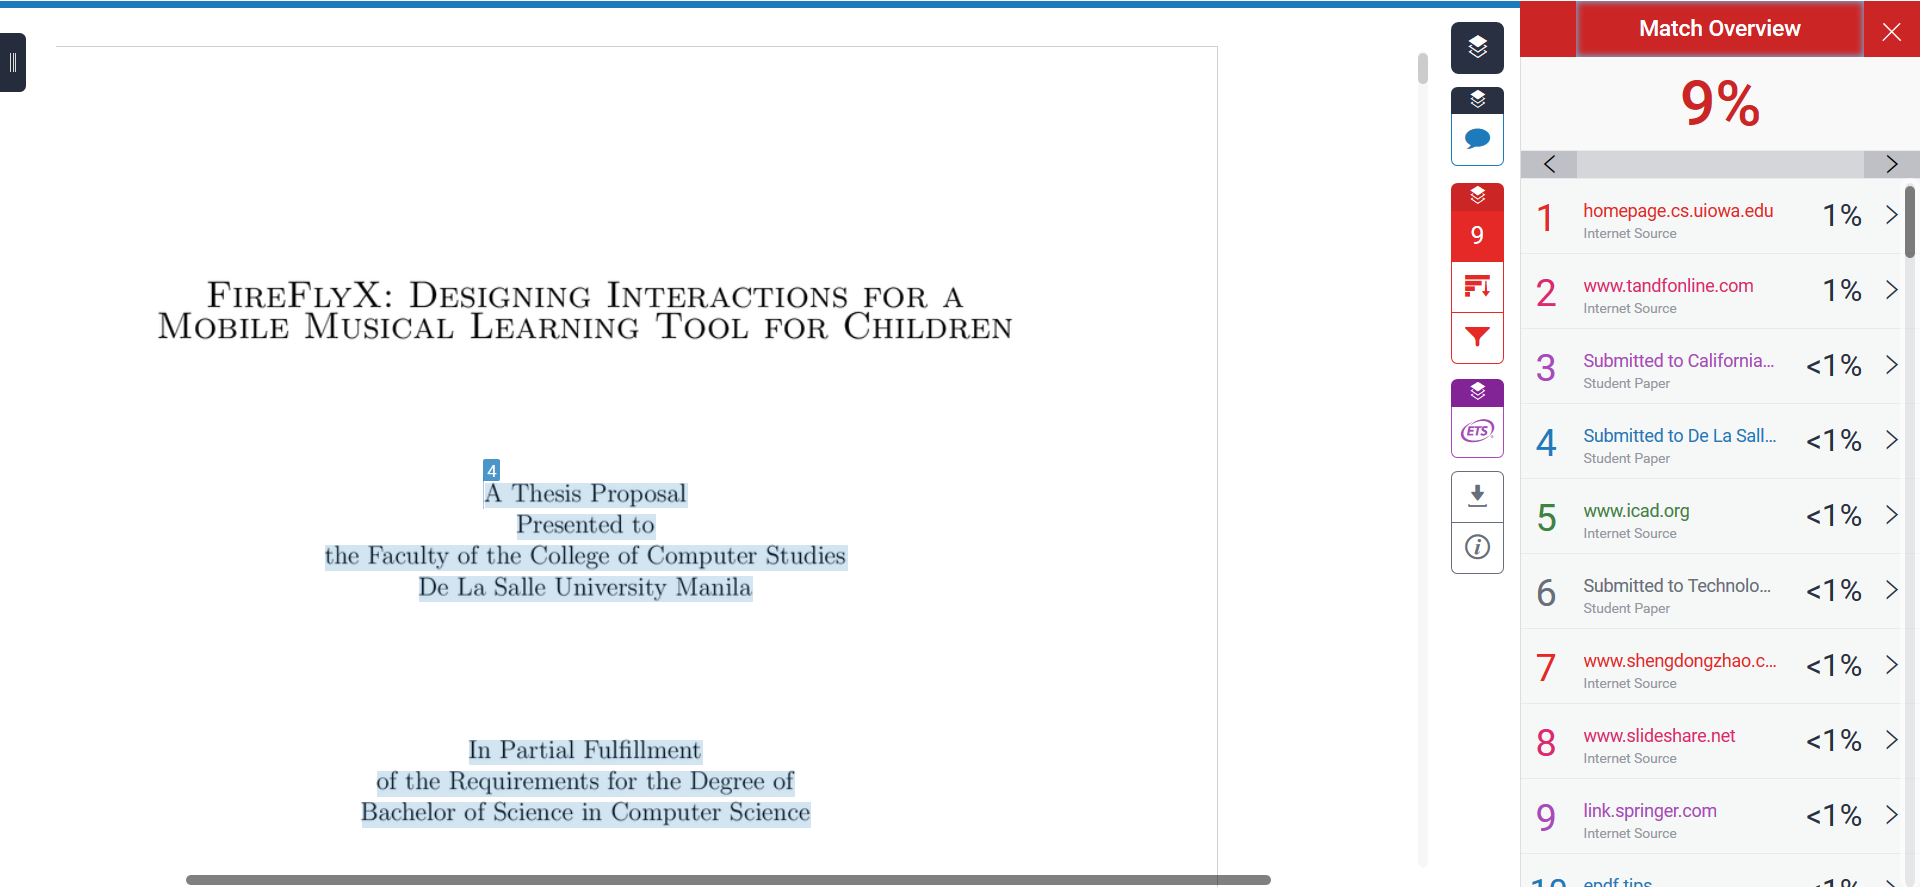 Match Overview
9%
FireFlyX: Designing Interactions for a
Mobile Musical Learning Tool for Children
4
A Thesis Proposal
Presented to
the Faculty of the College of Computer Studies
De La Salle University Manila
In Partial Fulfillment
of the Requirements for the Degree of
Bachelor of Science in Computer Science
9
ETS
1 homepage.cs.uiowa.edu 1%
Internet Source
2 www.tandfonline.com 1%
Internet Source
3 Submitted to California... <1%
Student Paper
4 Submitted to De La Sall... <1%
Student Paper
5 www.icad.org <1%
Internet Source
6 Submitted to Technolo... <1%
Student Paper
7 www.shengdongzhao.c... <1%
Internet Source
8 www.slideshare.net <1%
Internet Source
9 link.springer.com <1%
Internet Source
10 epdf.tips <1%